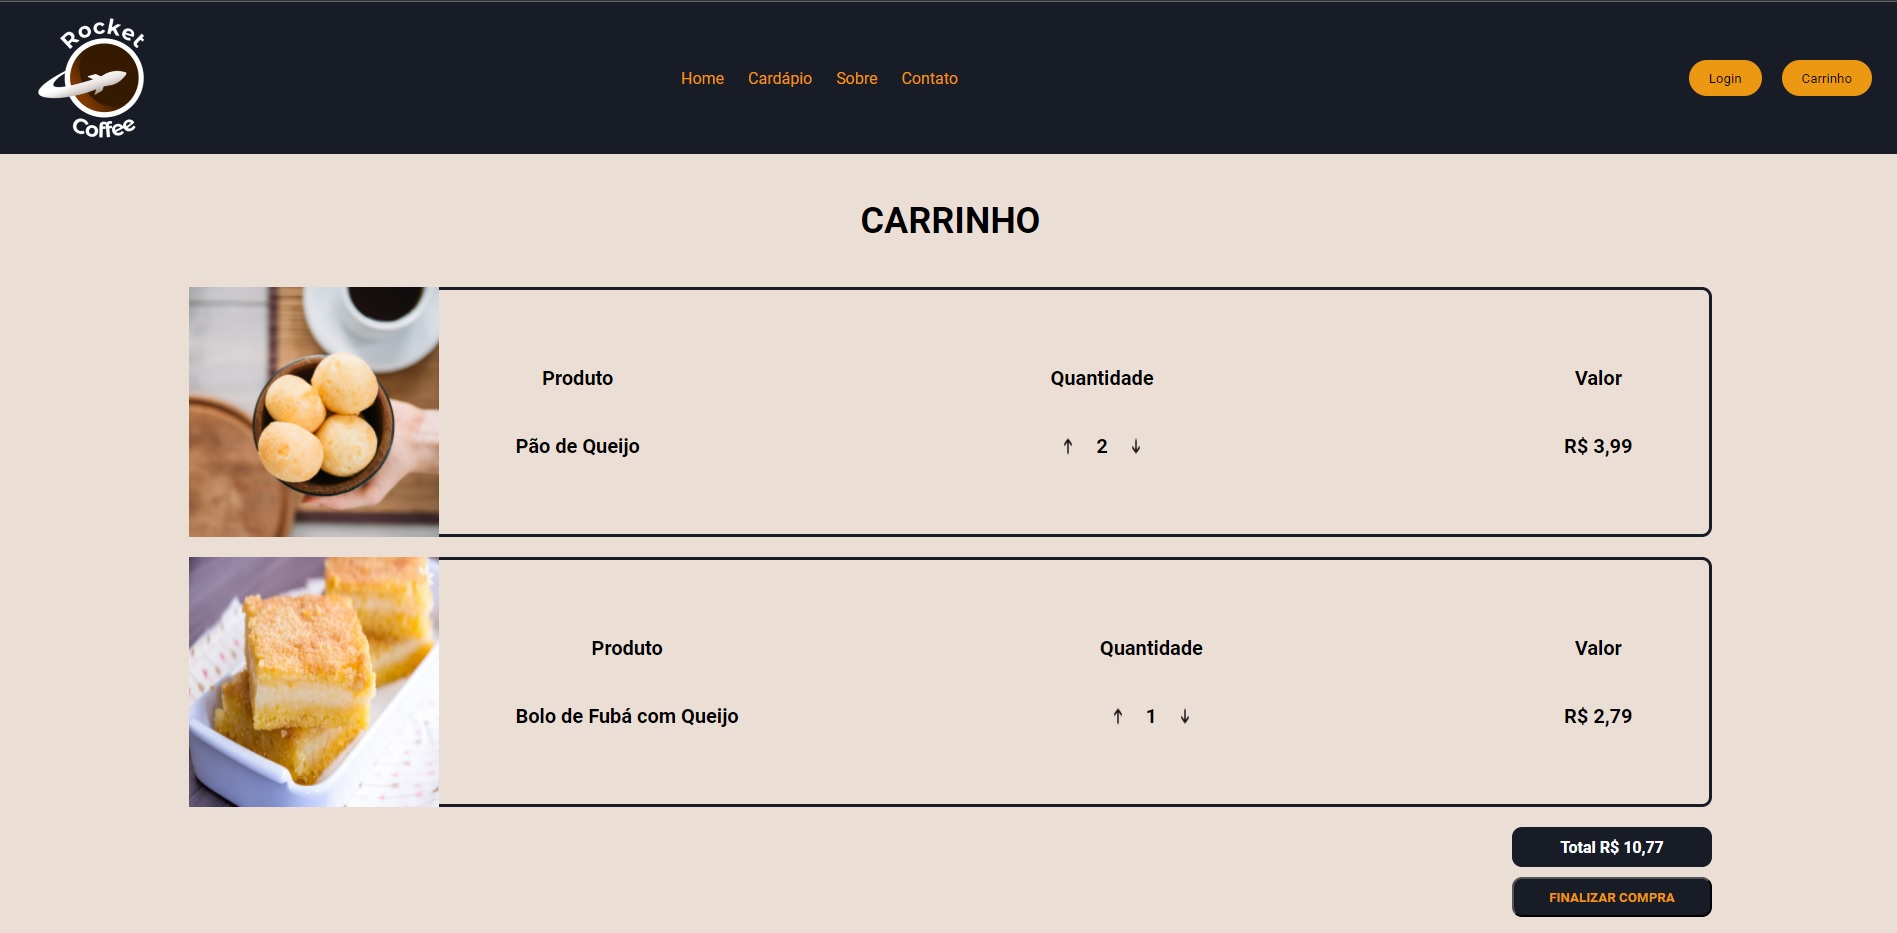 Rocket
Coffee
Home Cardápio Sobre Contato
Login Carrinho
CARRINHO
Produto Quantidade Valor
Pão de Queijo ↑ 2 ↓ R$ 3,99
Produto Quantidade Valor
Bolo de Fubá com Queijo ↑ 1 ↓ R$ 2,79
Total R$ 10,77
FINALIZAR COMPRA